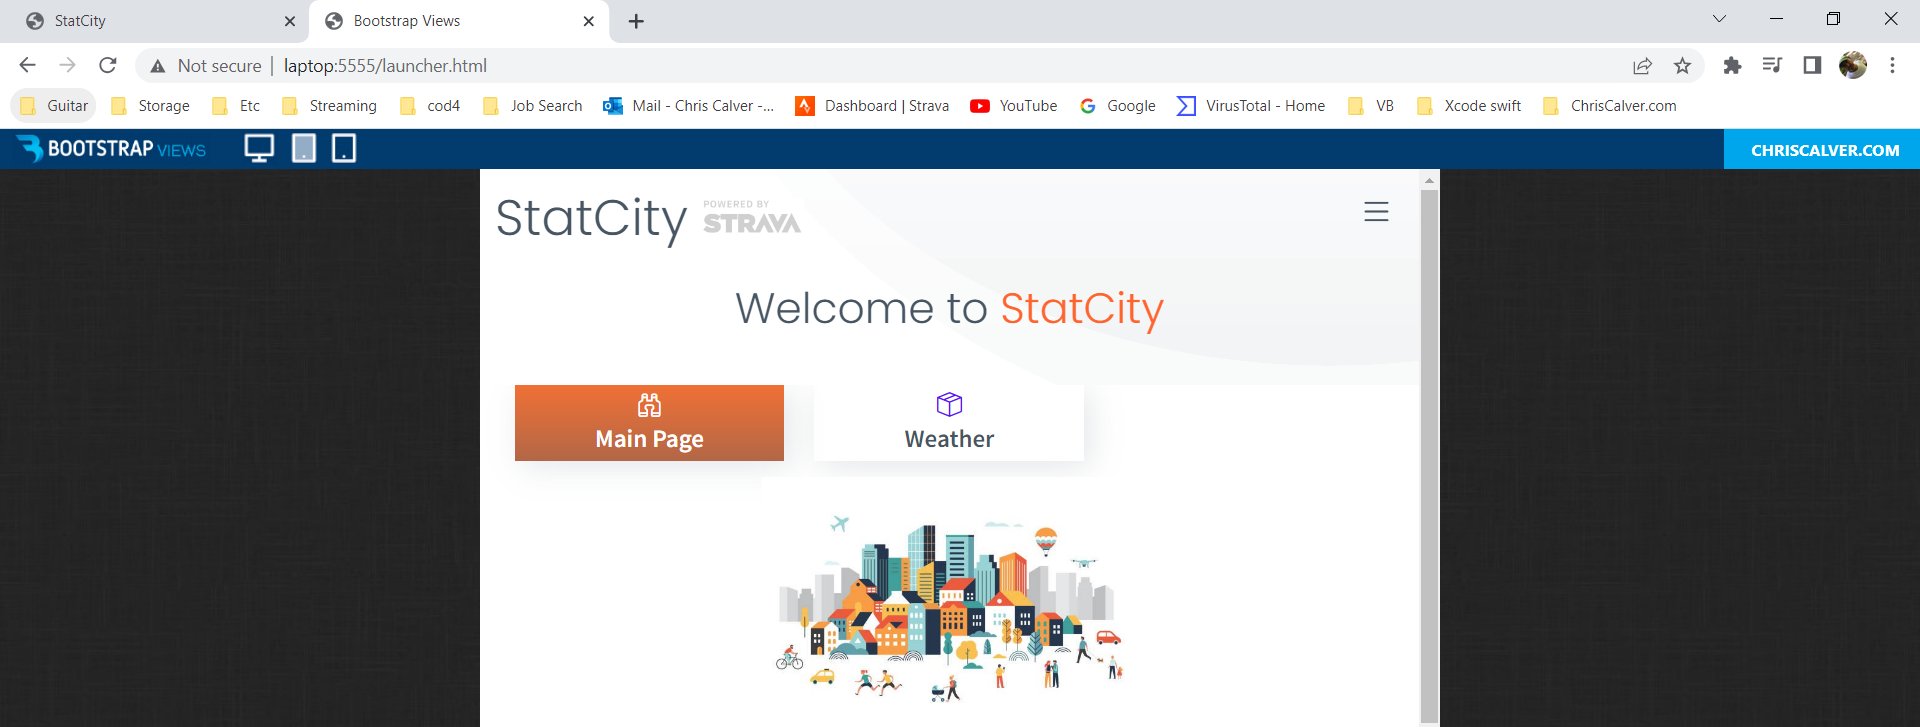 StatCity
Bootstrap Views
Not secure | laptop:5555/launcher.html
Guitar Storage Etc Streaming cod4 Job Search Mail - Chris Calver -... Dashboard | Strava YouTube Google VirusTotal - Home VB Xcode swift ChrisCalver.com
BOOTSTRAP VIEWS
CHRISCALVER.COM
StatCity POWERED BY STRAVA
Welcome to StatCity
Main Page
Weather